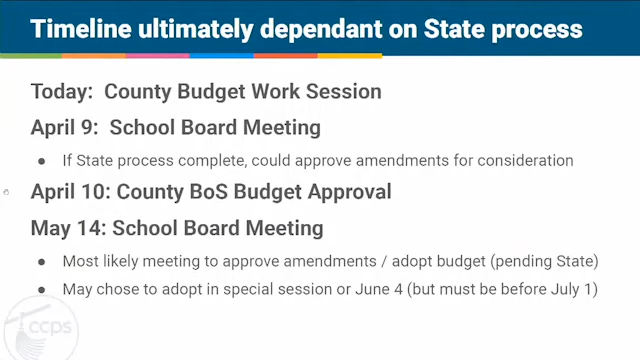 Timeline ultimately dependant on State process
Today: County Budget Work Session
April 9: School Board Meeting
● If State process complete, could approve amendments for consideration
April 10: County BoS Budget Approval
May 14: School Board Meeting
● Most likely meeting to approve amendments / adopt budget (pending State)
● May chose to adopt in special session or June 4 (but must be before July 1)
ccps